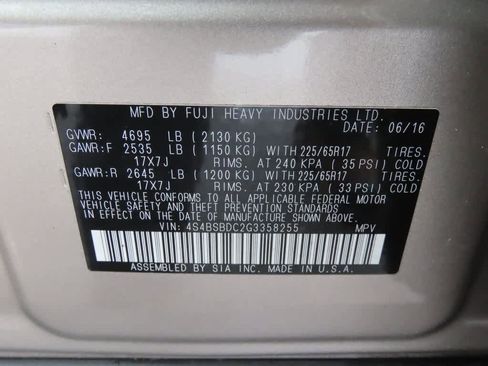 MFD BY FUJI HEAVY INDUSTRIES LTD.
DATE: 06/16
GVWR: 4695 LB ( 2130 KG)
GAWR:F 2535 LB ( 1150 KG) WITH 225/65R17 TIRES.
17X7J RIMS. AT 240 KPA ( 35 PSI) COLD
GAWR:R 2645 LB ( 1200 KG) WITH 225/65R17 TIRES.
17X7J RIMS. AT 230 KPA ( 33 PSI) COLD
THIS VEHICLE CONFORMS TO ALL APPLICABLE FEDERAL MOTOR
VEHICLE SAFETY AND BUMPER STANDARDS IN EFFECT ON THE
DATE OF MANUFACTURE SHOWN ABOVE.
VIN: 4S4BSBDC2G3358255 MPV
ASSEMBLED BY SIA INC. IN U.S.A.